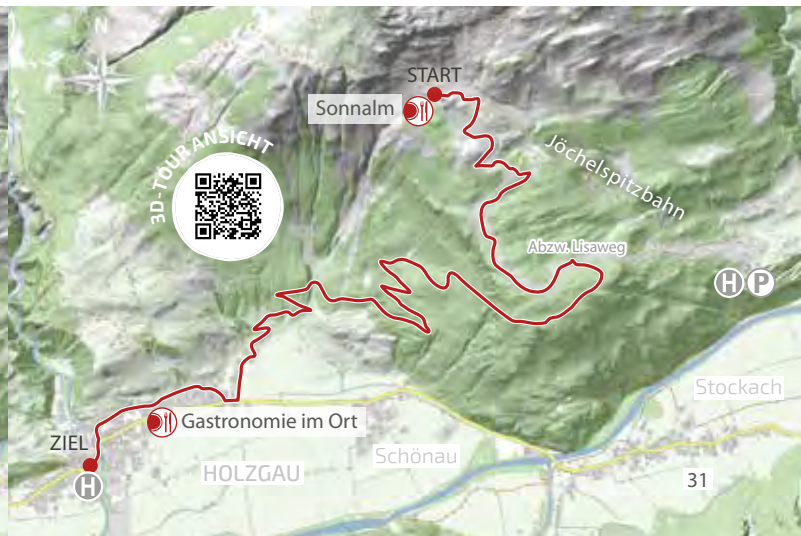 N
START
Sonnalm
3D-TOUR ANSICHT
Jöchelspitzbahn
Abzw. Lisaweg
H P
Stockach
Gastronomie im Ort
ZIEL
Schönau
HOLZGAU
H
31